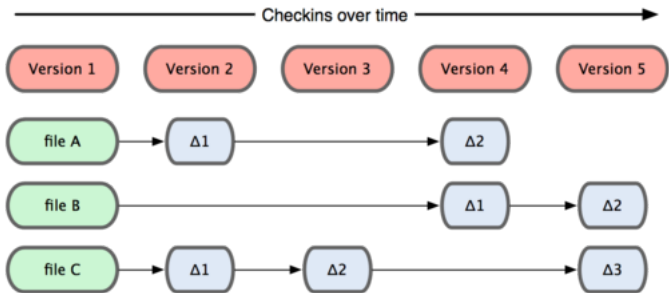 Checkins over time
Version 1 Version 2 Version 3 Version 4 Version 5
file A Δ1 Δ2
file B Δ1 Δ2
file C Δ1 Δ2 Δ3